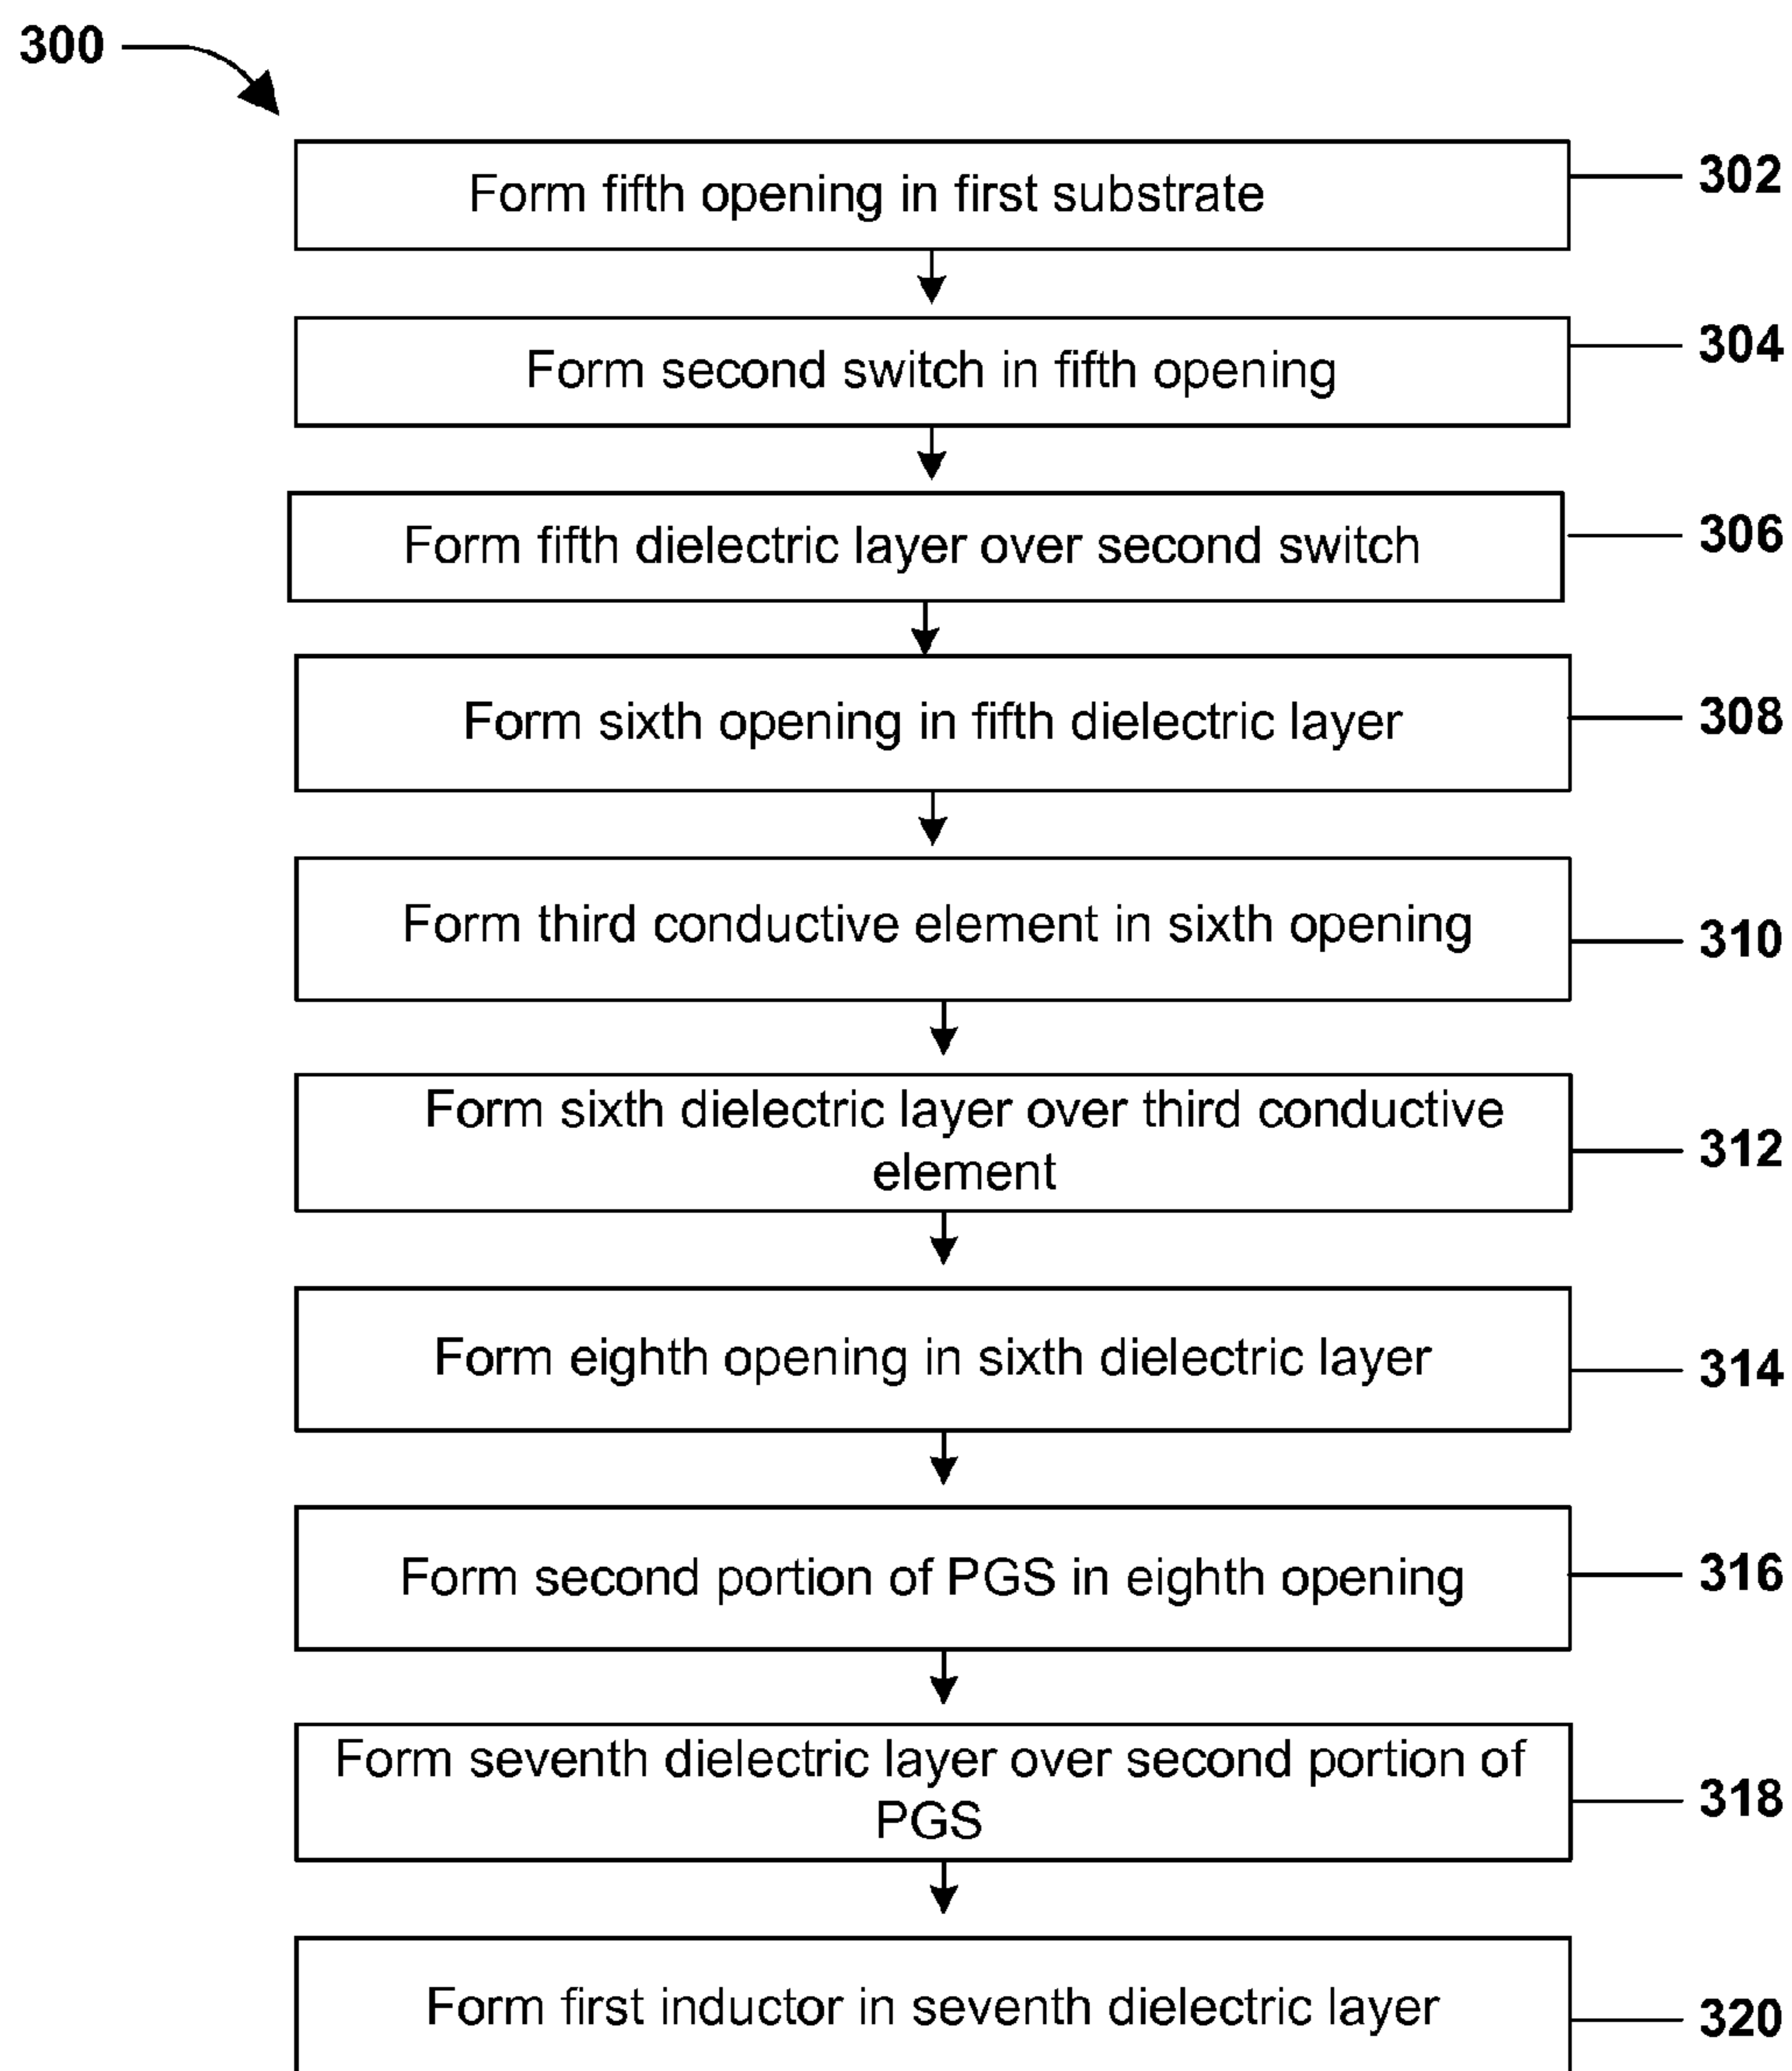 300
Form fifth opening in first substrate
302
Form second switch in fifth opening
304
Form fifth dielectric layer over second switch
306
Form sixth opening in fifth dielectric layer
308
Form third conductive element in sixth opening
310
Form sixth dielectric layer over third conductive
element
312
Form eighth opening in sixth dielectric layer
314
Form second portion of PGS in eighth opening
316
Form seventh dielectric layer over second portion of
PGS
318
Form first inductor in seventh dielectric layer
320